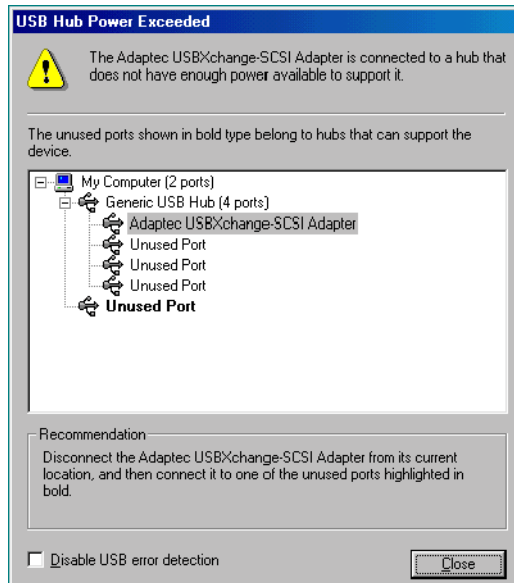 USB Hub Power Exceeded
The Adaptec USBXchange-SCSI Adapter is connected to a hub that
does not have enough power available to support it.
The unused ports shown in bold type belong to hubs that can support the
device.
My Computer (2 ports)
Generic USB Hub (4 ports)
Adaptec USBXchange-SCSI Adapter
Unused Port
Unused Port
Unused Port
Unused Port
Recommendation
Disconnect the Adaptec USBXchange-SCSI Adapter from its current
location, and then connect it to one of the unused ports highlighted in
bold.
Disable USB error detection
Close